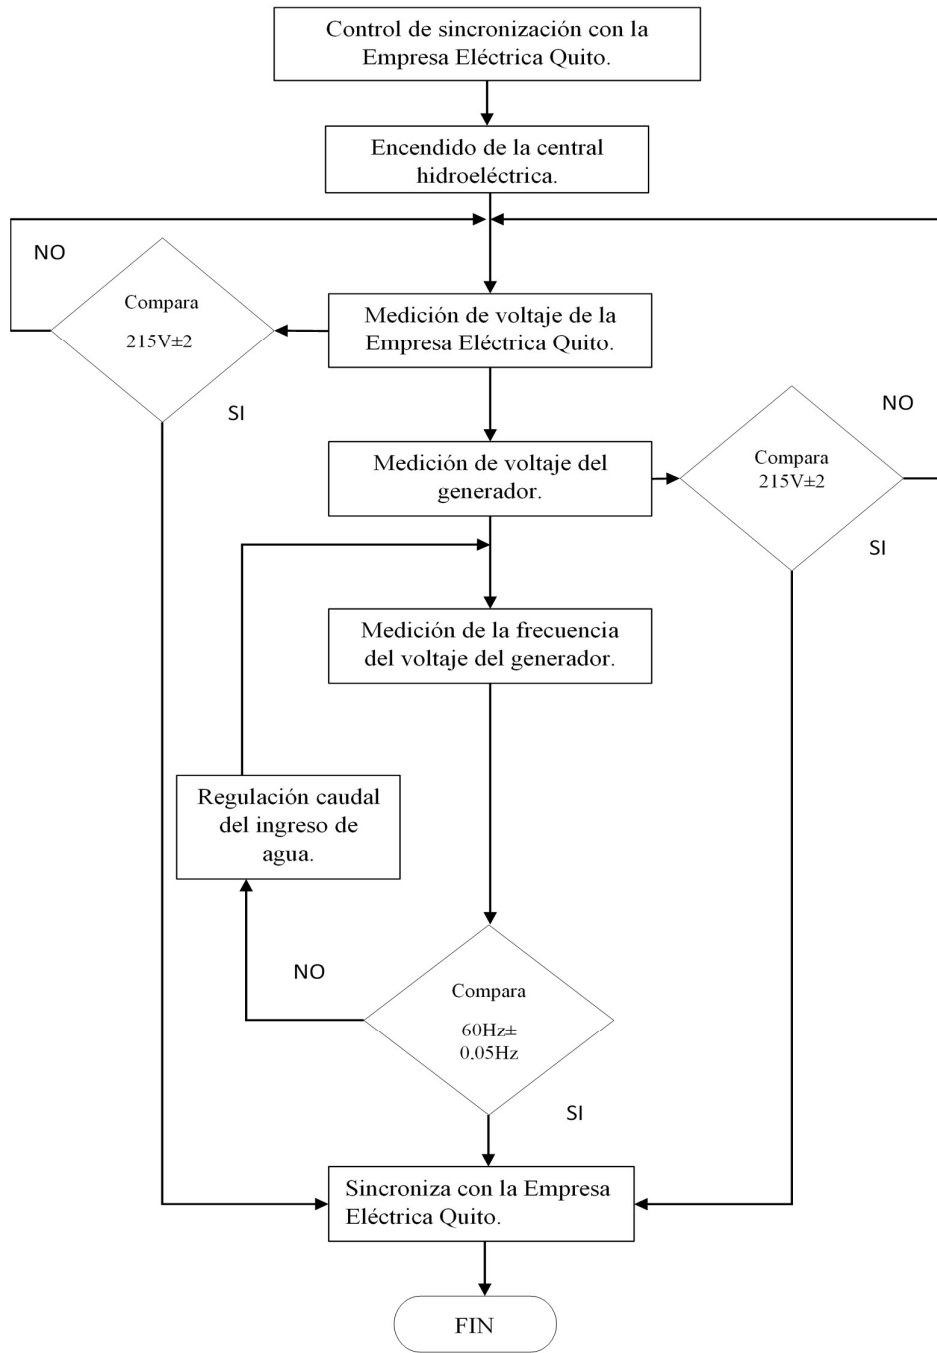 Control de sincronización con la
Empresa Eléctrica Quito.
Encendido de la central
hidroeléctrica.
NO
Compara
215V±2
SI
Medición de voltaje de la
Empresa Eléctrica Quito.
Medición de voltaje del
generador.
NO
Compara
215V±2
SI
Medición de la frecuencia
del voltaje del generador.
Regulación caudal
del ingreso de
agua.
NO
Compara
60Hz±
0.05Hz
SI
Sincroniza con la Empresa
Eléctrica Quito.
FIN